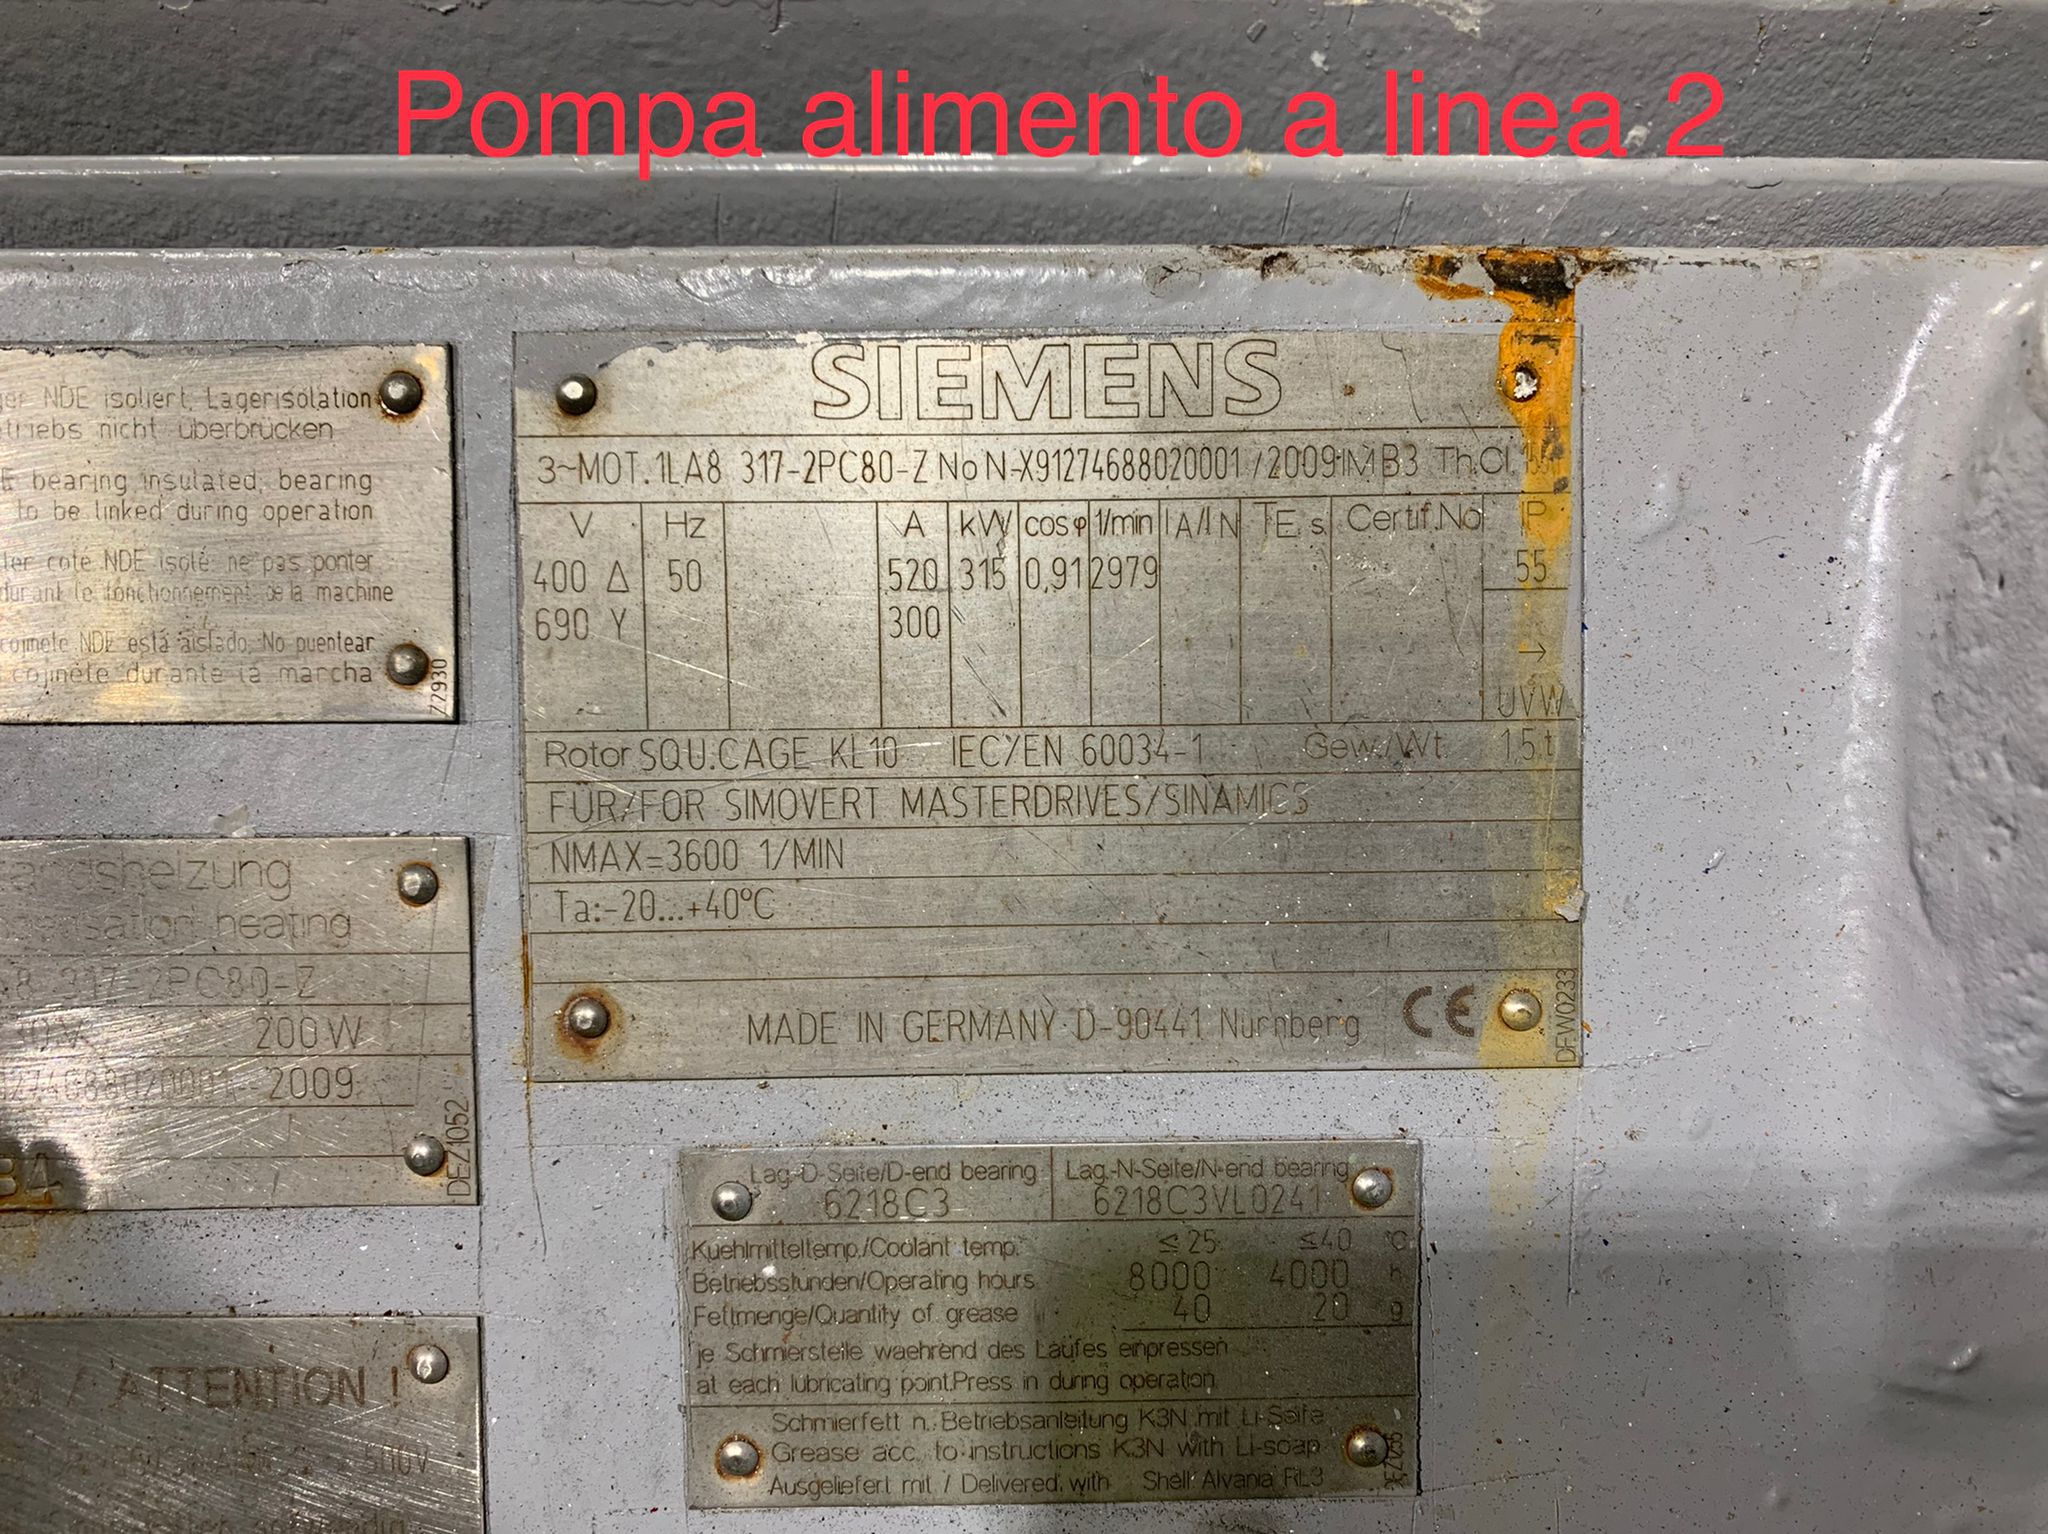 Pompa alimento a linea 2
NDE isoliert, Lagerisolation
nicht überbrücken
bearing insulated, bearing
to be linked during operation
coté NDE isolé: ne pas ponter
durant le fonctionnement de la machine
cojinete NDE está aislado. No puentear
cojinete durante la marcha
ZZ930
SIEMENS
3~MOT. 1LA8 317-2PC80-Z No N-X91274688020001 /2009 IM B3 Th.Cl.
V Hz A kW cosφ 1/min IA/IN TE s Certif.No IP
400 Δ 50 520 315 0,91 2979 55
690 Y 300
→
UVW
Rotor SQU.CAGE KL10 IEC/EN 60034-1 Gew./Wt. 1.5 t
FÜR/FOR SIMOVERT MASTERDRIVES/SINAMICS
NMAX=3600 1/MIN
Ta:-20...+40°C
MADE IN GERMANY D-90441 Nürnberg CE
DFW0233
heating
8 317-2PC80-Z
200 W
274688020001 2009
DEZ1052
/ ATTENTION !
Lag.-D-Seite/D-end bearing Lag.-N-Seite/N-end bearing
6218C3 6218C3VL0241
Kuehlmitteltemp./Coolant temp. ≤25 ≤40 °C
Betriebsstunden/Operating hours 8000 4000 h
Fettmenge/Quantity of grease 40 20 g
je Schmierstelle waehrend des Laufes einpressen
at each lubricating point.Press in during operation
Schmierfett n. Betriebsanleitung K3N mit Li-Seife
Grease acc. to instructions K3N with Li-soap
Ausgeliefert mit / Delivered with Shell Alvania RL3